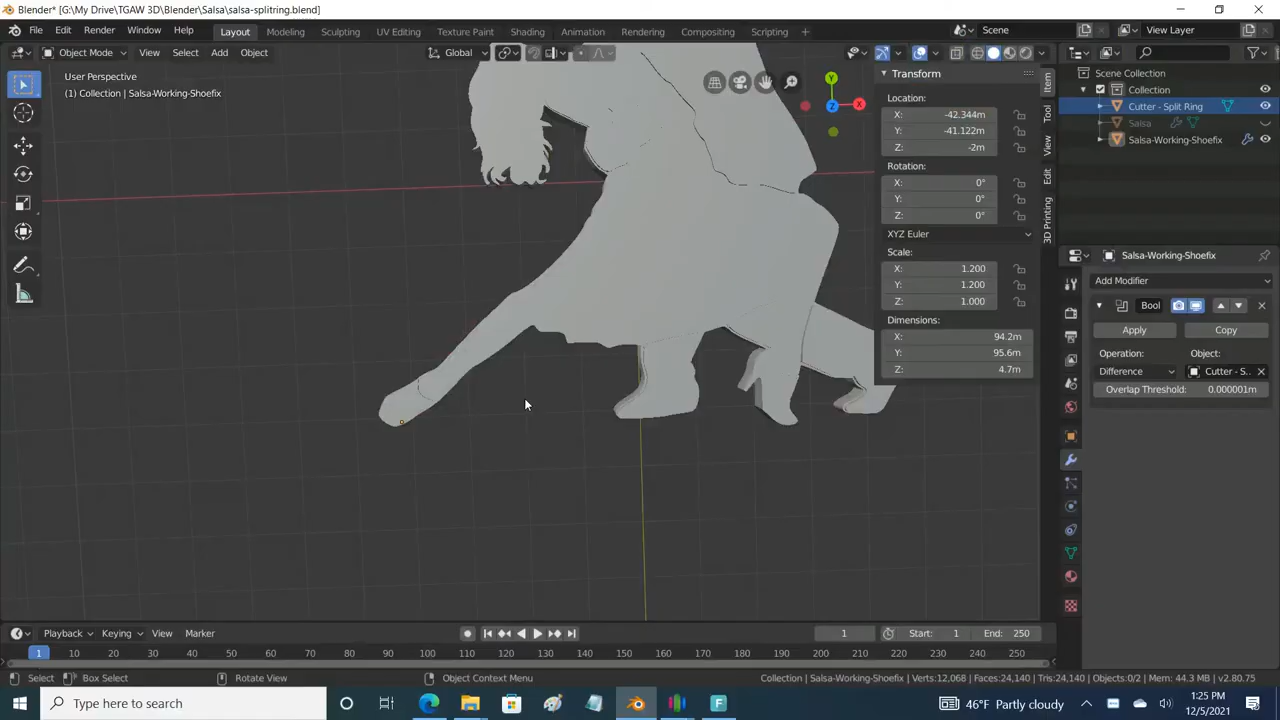 Blender* [G:\My Drive\TGAW 3D\Blender\Salsa\salsa-splitring.blend]
File Edit Render Window Help Layout Modeling Sculpting UV Editing Texture Paint Shading Animation Rendering Compositing Scripting + Scene View Layer
Object Mode View Select Add Object Global
User Perspective
(1) Collection | Salsa-Working-Shoefix
Y
X
Z
Transform
Location:
X: -42.344m
Y: -41.122m
Z: -2m
Rotation:
X: 0°
Y: 0°
Z: 0°
XYZ Euler
Scale:
X: 1.200
Y: 1.200
Z: 1.000
Dimensions:
X: 94.2m
Y: 95.6m
Z: 4.7m
Item
Tool
View
Edit
3D Printing
Scene Collection
Collection
Cutter - Split Ring
Salsa
Salsa-Working-Shoefix
Salsa-Working-Shoefix
Add Modifier
Bool
Apply Copy
Operation: Object:
Difference Cutter - S..
Overlap Threshold: 0.000001m
Playback Keying View Marker 1 Start: 1 End: 250
1 10 20 30 40 50 60 70 80 90 100 110 120 130 140 150 160 170 180 190 200 210 220 230 240 250
Select Box Select Rotate View Object Context Menu Collection | Salsa-Working-Shoefix | Verts:12,068 | Faces:24,140 | Tris:24,140 | Objects:0/2 | Mem: 44.3 MB | v2.80.75
Type here to search 46°F Partly cloudy 1:25 PM
12/5/2021